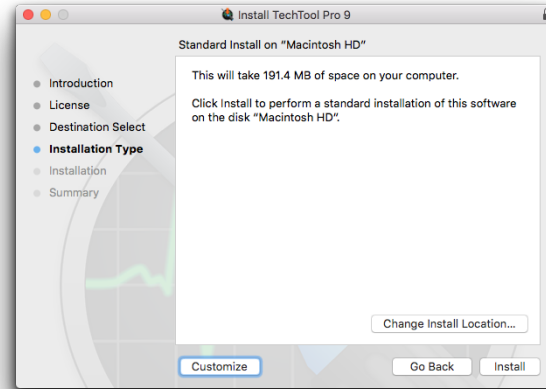 Install TechTool Pro 9
Standard Install on “Macintosh HD”
Introduction
License
Destination Select
Installation Type
Installation
Summary
This will take 191.4 MB of space on your computer.
Click Install to perform a standard installation of this software
on the disk “Macintosh HD”.
Change Install Location...
Customize
Go Back
Install